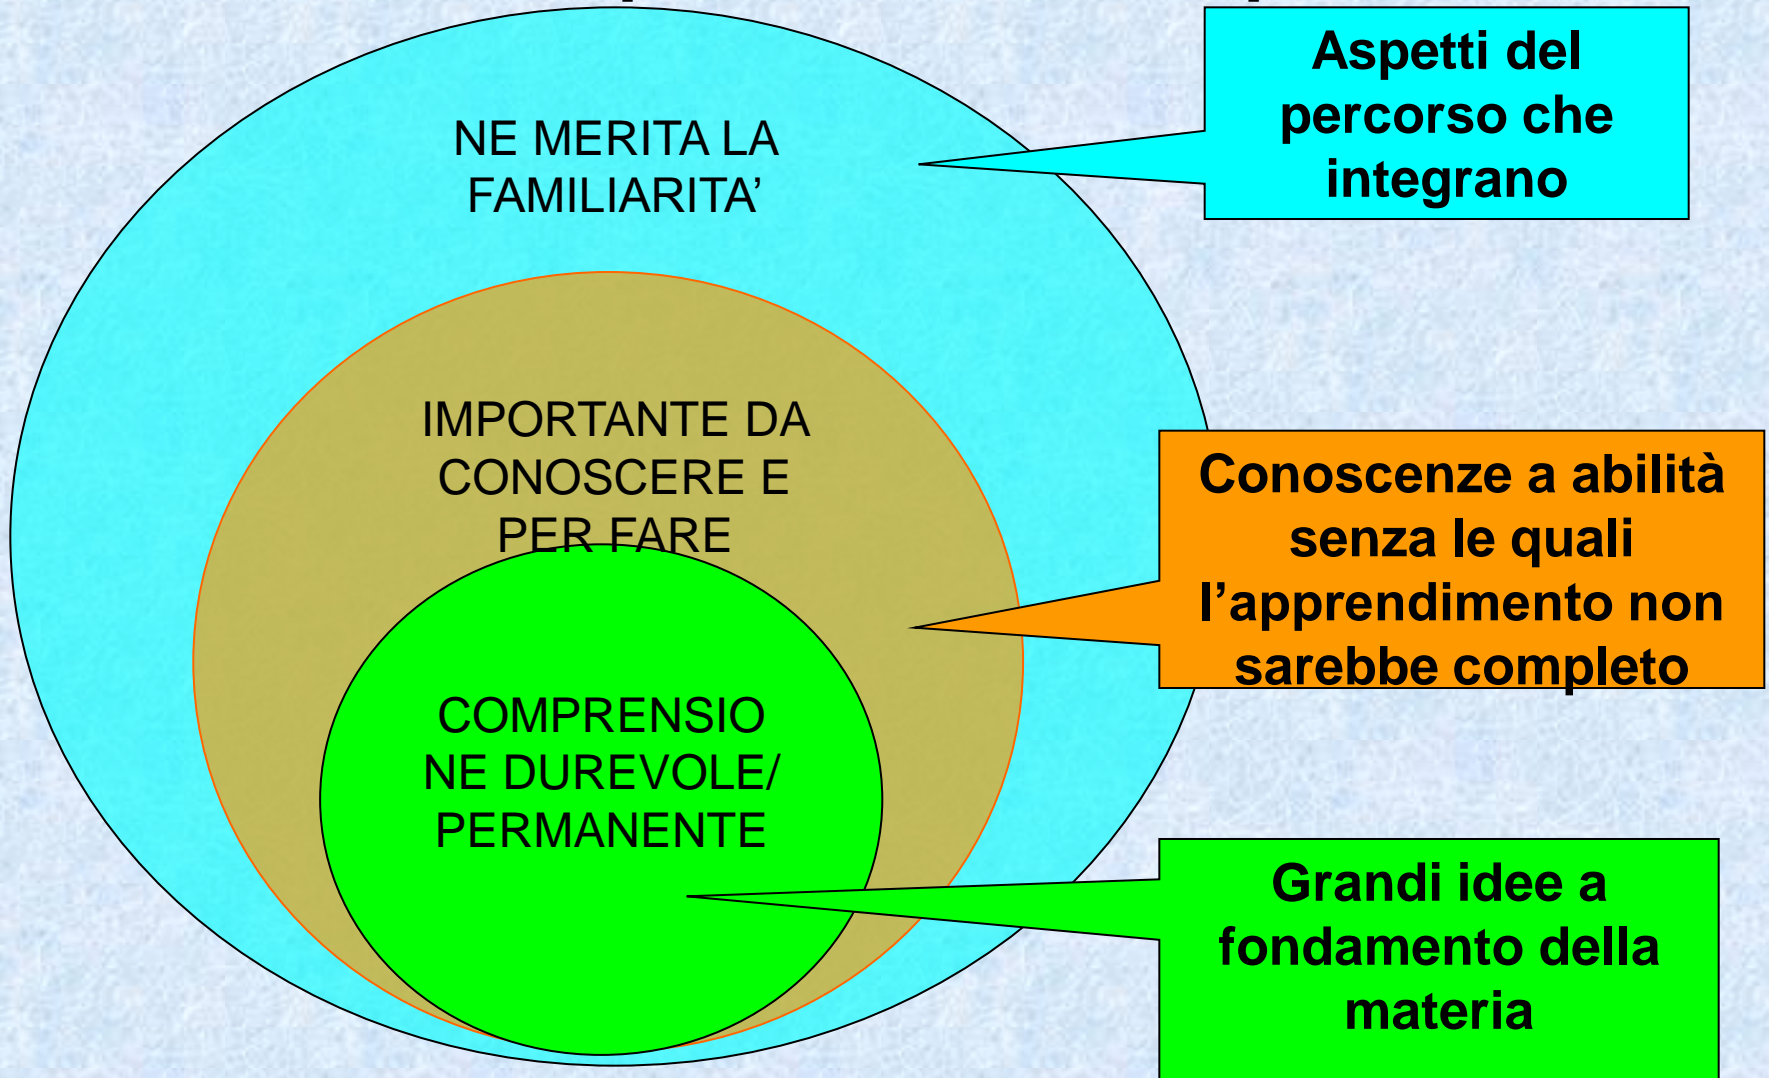 NE MERITA LA
FAMILIARITA’
Aspetti del
percorso che
integrano
IMPORTANTE DA
CONOSCERE E
PER FARE
Conoscenze a abilità
senza le quali
l’apprendimento non
sarebbe completo
COMPRENSIO
NE DUREVOLE/
PERMANENTE
Grandi idee a
fondamento della
materia